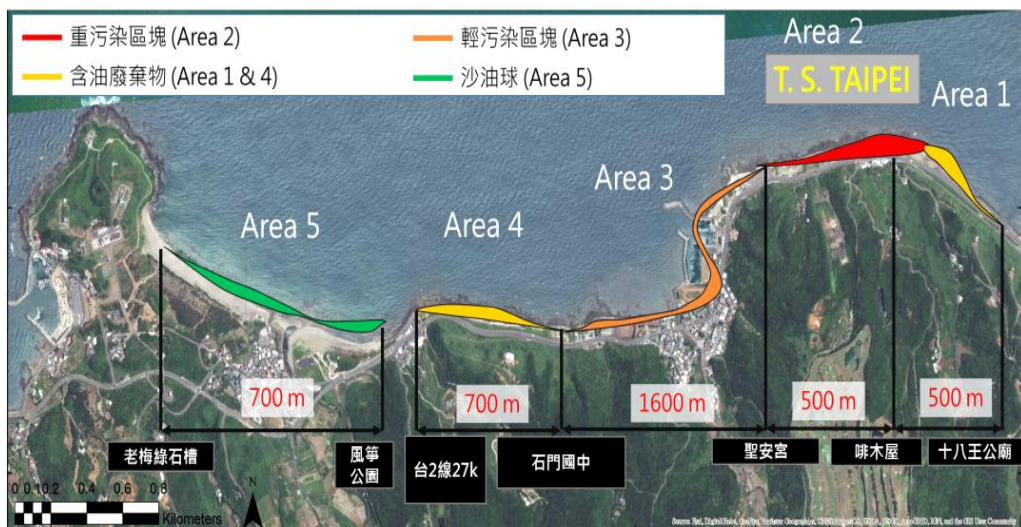 重污染區塊 (Area 2)
輕污染區塊 (Area 3)
含油廢棄物 (Area 1 & 4)
沙油球 (Area 5)
Area 2
T. S. TAIPEI
Area 1
Area 3
Area 5
Area 4
700 m
700 m
1600 m
500 m
500 m
老梅綠石槽
風箏
公園
台2線27k
石門國中
聖安宮
啡木屋
十八王公廟
0 0.10.2 0.4 0.6 0.8
Kilometers
N